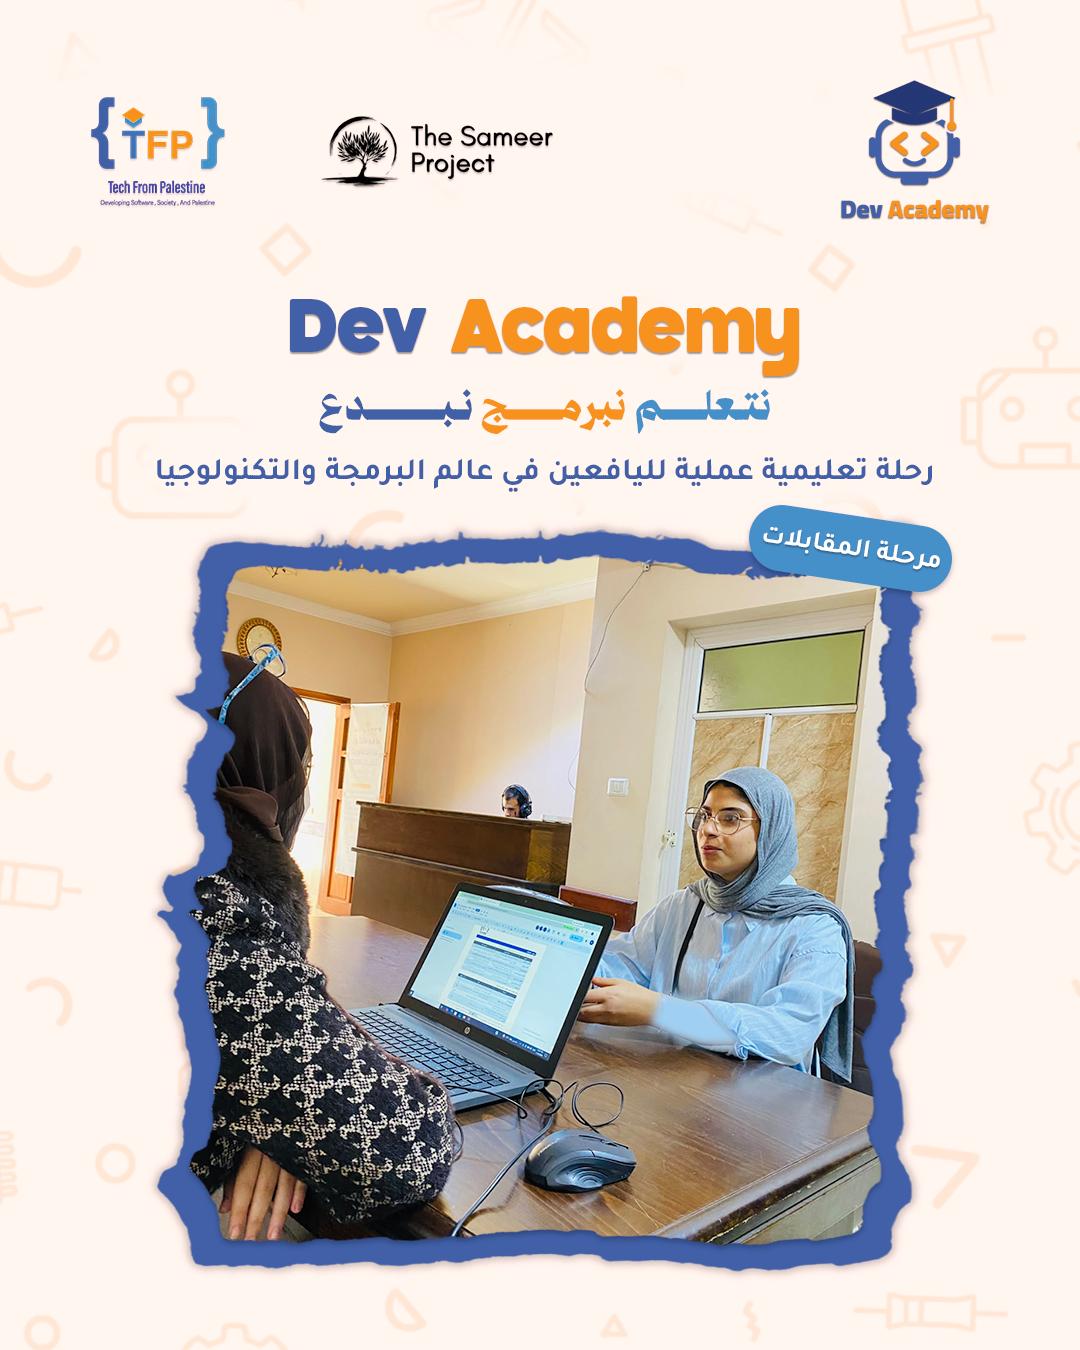 {TFP}
Tech From Palestine
Developing Software, Society, And Palestine
The Sameer
Project
Dev Academy
Dev Academy
نتعلم نبرمج نبدع
رحلة تعليمية عملية لليافعين في عالم البرمجة والتكنولوجيا
مرحلة المقابلات
hp